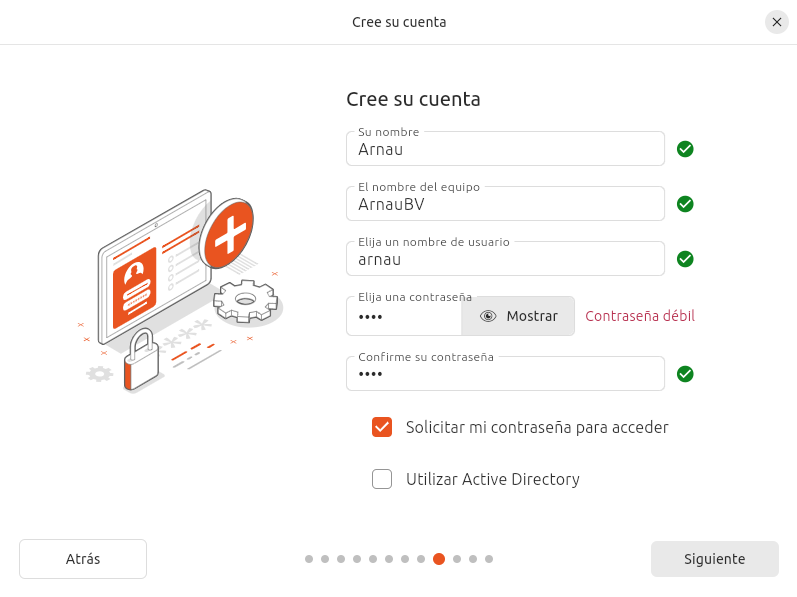 Cree su cuenta
Cree su cuenta
Su nombre
Arnau
El nombre del equipo
ArnauBV
Elija un nombre de usuario
arnau
Elija una contraseña
••••
Mostrar
Contraseña débil
Confirme su contraseña
••••
Solicitar mi contraseña para acceder
Utilizar Active Directory
Atrás
Siguiente